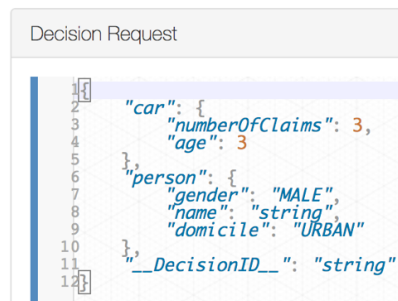 Decision Request
1 {
2 "car": {
3 "numberOfClaims": 3,
4 "age": 3
5 },
6 "person": {
7 "gender": "MALE",
8 "name": "string",
9 "domicile": "URBAN"
10 },
11 "__DecisionID__": "string"
12 }